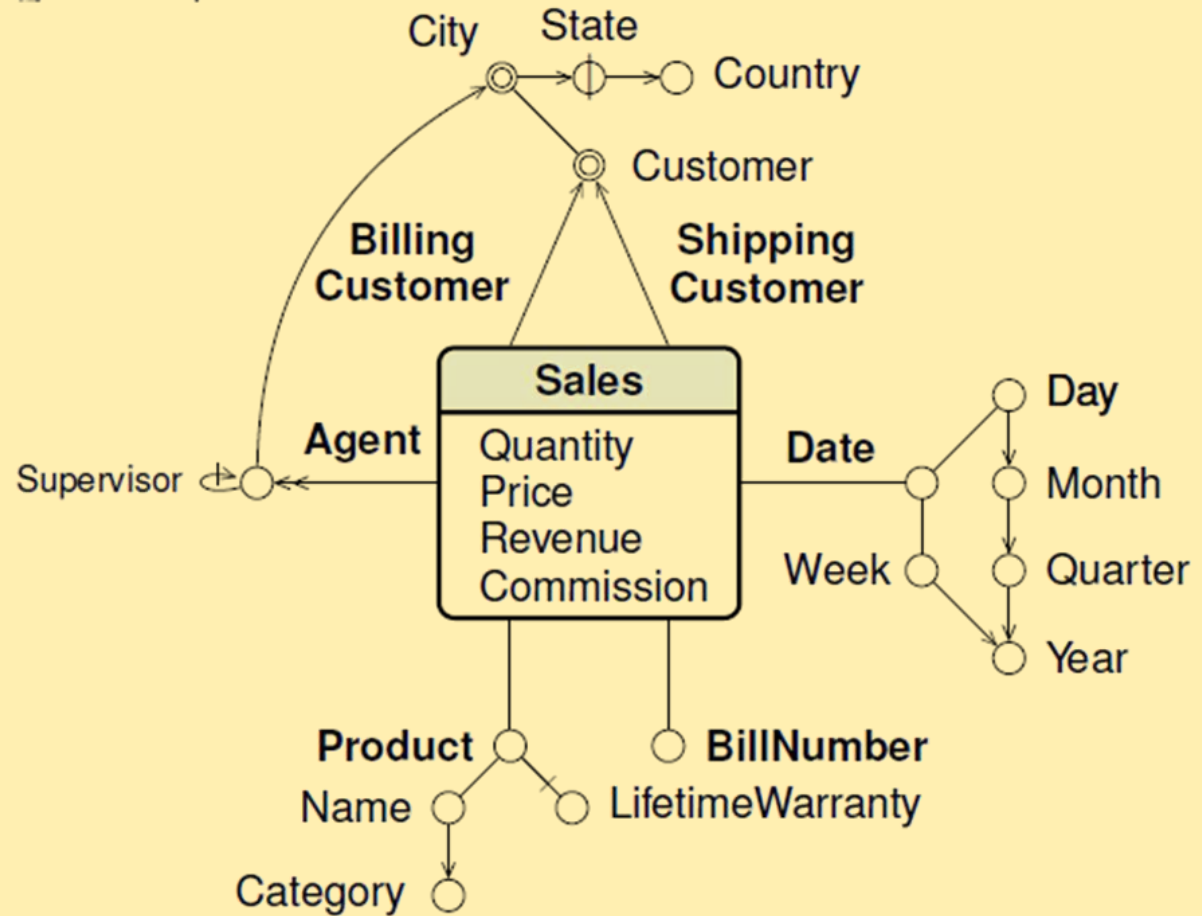 City
State
Country
Customer
Billing
Customer
Shipping
Customer
Sales
Quantity
Price
Revenue
Commission
Agent
Supervisor
Date
Day
Month
Week
Quarter
Year
Product
BillNumber
Name
LifetimeWarranty
Category